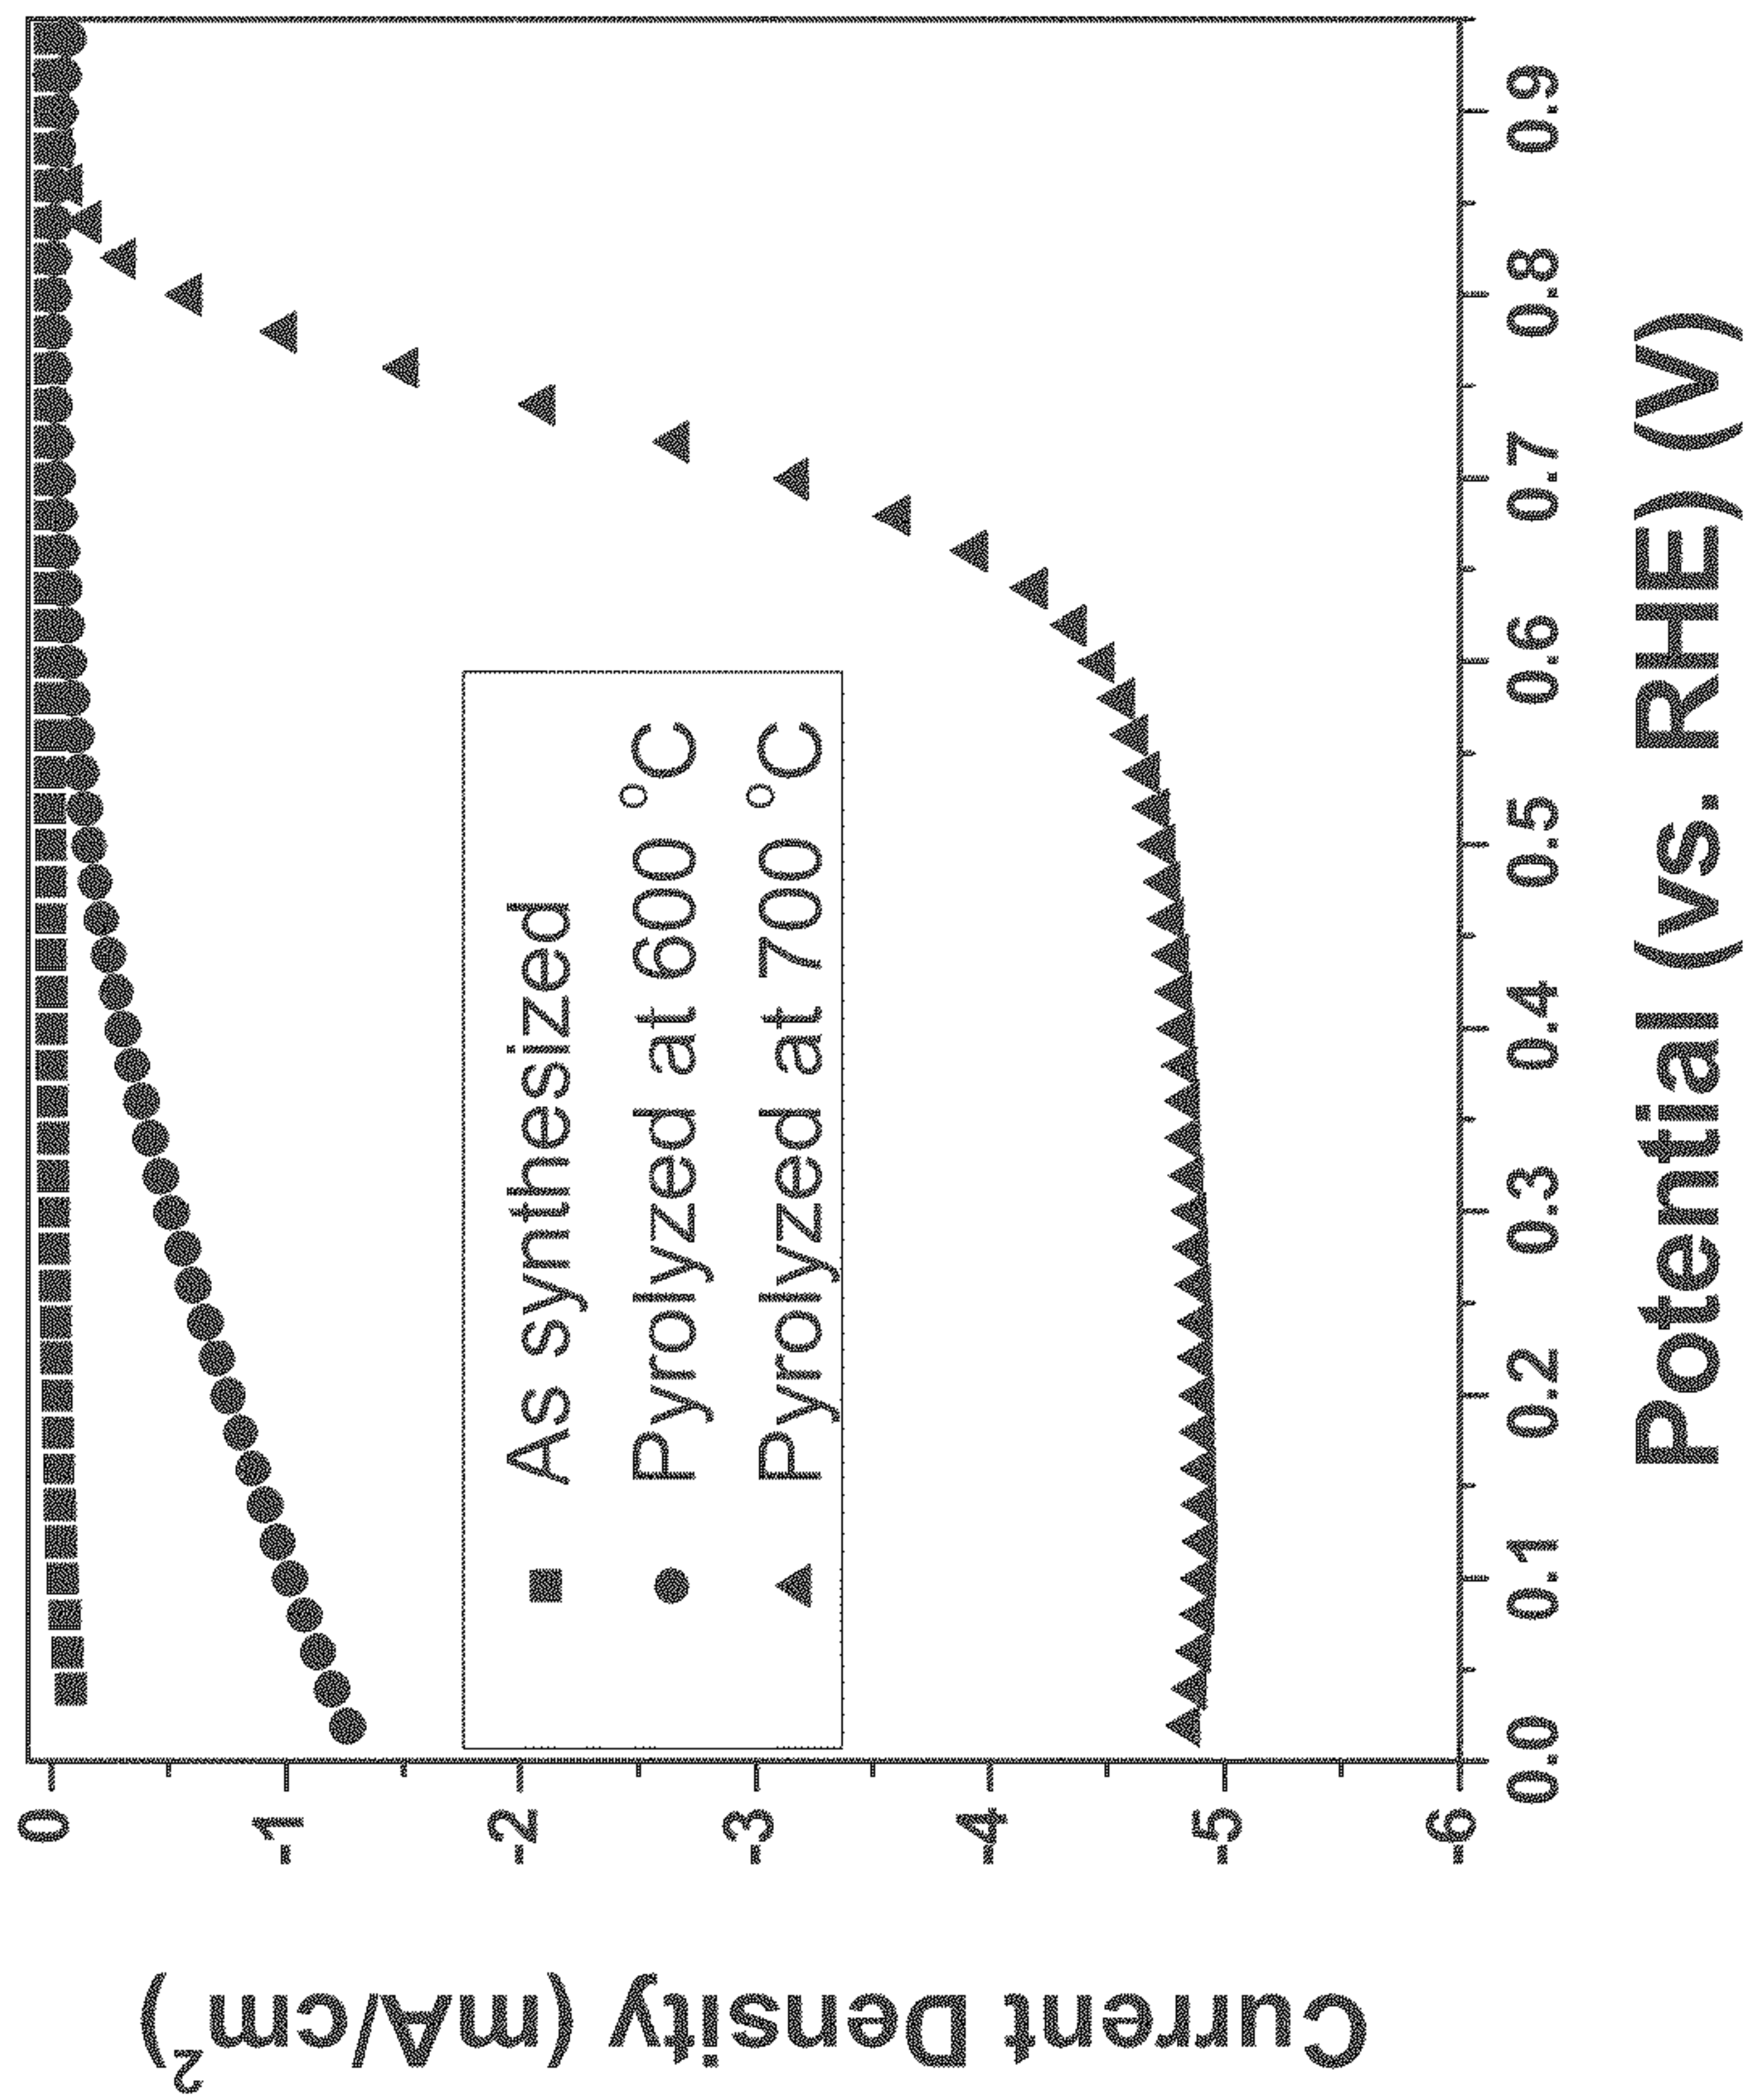 Current Density (mA/cm²)
0
-1
-2
-3
-4
-5
-6
As synthesized
Pyrolyzed at 600 °C
Pyrolyzed at 700 °C
0.0 0.1 0.2 0.3 0.4 0.5 0.6 0.7 0.8 0.9
Potential (vs. RHE) (V)